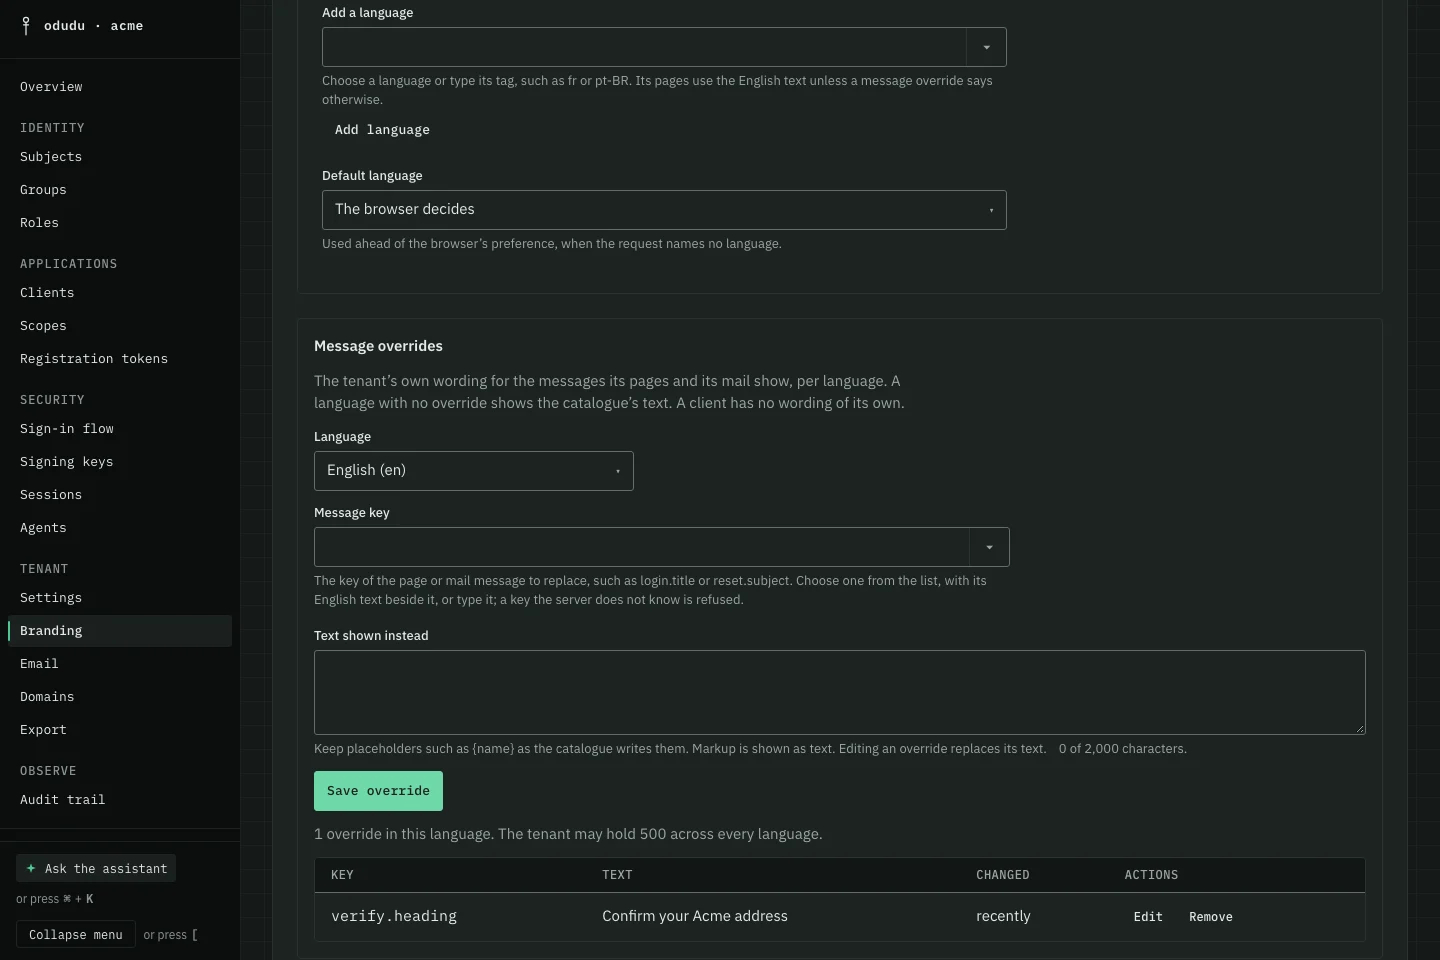 odudu · acme
Overview
IDENTITY
Subjects
Groups
Roles
APPLICATIONS
Clients
Scopes
Registration tokens
SECURITY
Sign-in flow
Signing keys
Sessions
Agents
TENANT
Settings
Branding
Email
Domains
Export
OBSERVE
Audit trail
Ask the assistant
or press ⌘ + K
Collapse menu or press [
Add a language
Choose a language or type its tag, such as fr or pt-BR. Its pages use the English text unless a message override says
otherwise.
Add language
Default language
The browser decides
Used ahead of the browser’s preference, when the request names no language.
Message overrides
The tenant’s own wording for the messages its pages and its mail show, per language. A
language with no override shows the catalogue’s text. A client has no wording of its own.
Language
English (en)
Message key
The key of the page or mail message to replace, such as login.title or reset.subject. Choose one from the list, with its
English text beside it, or type it; a key the server does not know is refused.
Text shown instead
Keep placeholders such as {name} as the catalogue writes them. Markup is shown as text. Editing an override replaces its text. 0 of 2,000 characters.
Save override
1 override in this language. The tenant may hold 500 across every language.
KEY TEXT CHANGED ACTIONS
verify.heading Confirm your Acme address recently Edit Remove